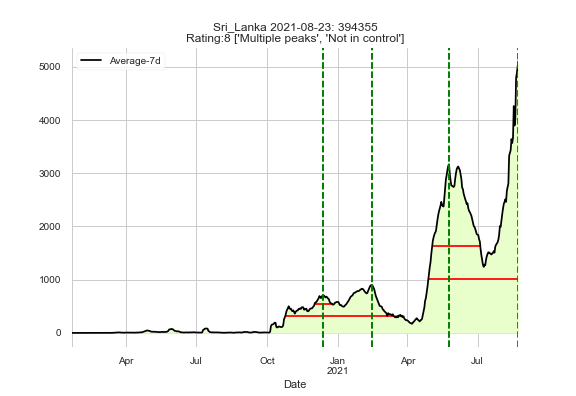 Sri_Lanka 2021-08-23: 394355
Rating:8 ['Multiple peaks', 'Not in control']
Average-7d
5000
4000
3000
2000
1000
0
Apr Jul Oct Jan Apr Jul
2021
Date